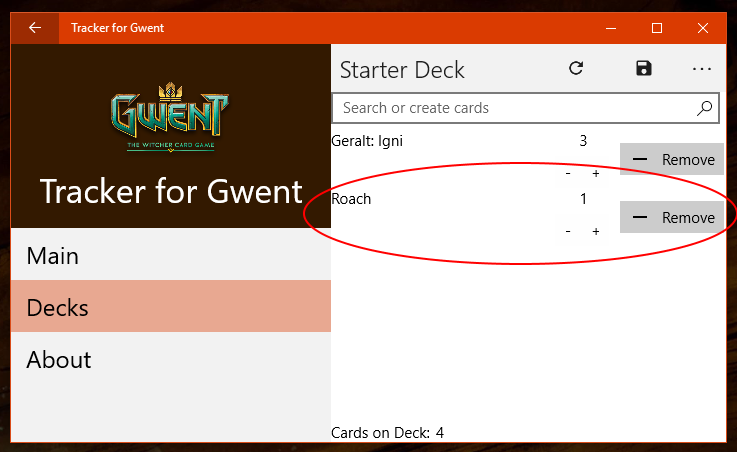 Tracker for Gwent
GWENT
THE WITCHER CARD GAME
Tracker for Gwent
Main
Decks
About
Starter Deck
Search or create cards
Geralt: Igni 3
- + Remove
Roach 1
- + Remove
Cards on Deck: 4